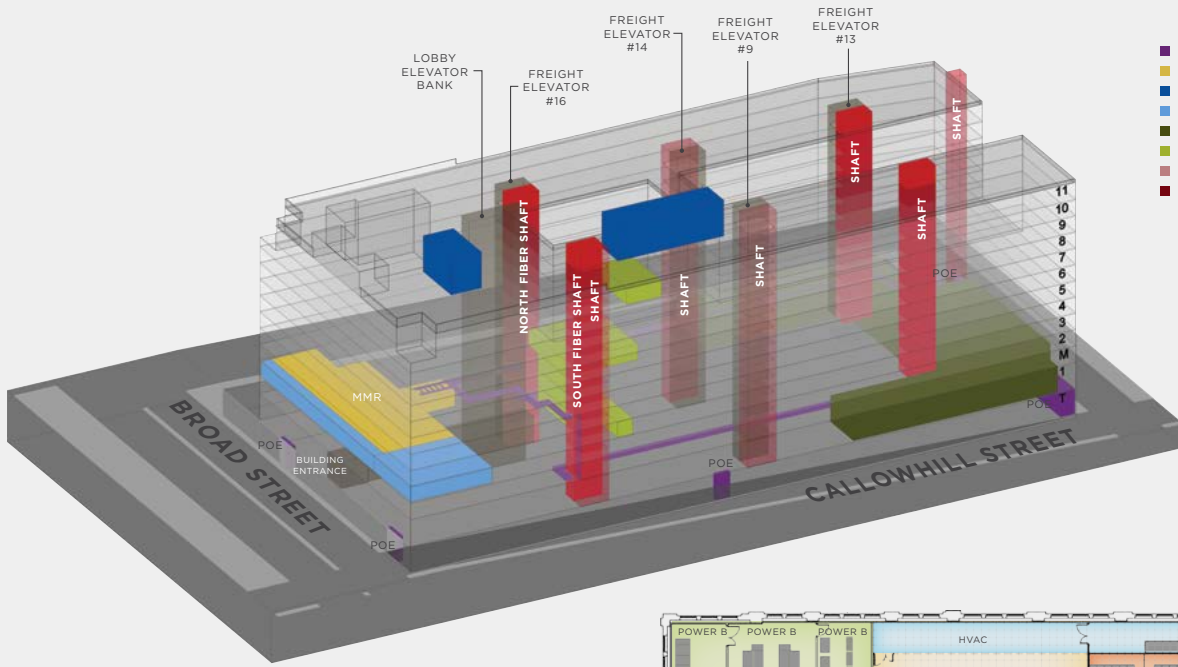 FREIGHT
ELEVATOR
#14
FREIGHT
ELEVATOR
#9
FREIGHT
ELEVATOR
#13
LOBBY
ELEVATOR
BANK
FREIGHT
ELEVATOR
#16
SHAFT
SHAFT
SHAFT
NORTH FIBER SHAFT
SOUTH FIBER SHAFT
SHAFT
SHAFT
SHAFT
11
10
9
8
7
6
5
4
3
2
M
1
T
POE
POE
MMR
POE
BUILDING
ENTRANCE
POE
POE
BROAD STREET
CALLOWHILL STREET
POWER B
POWER B
POWER B
HVAC